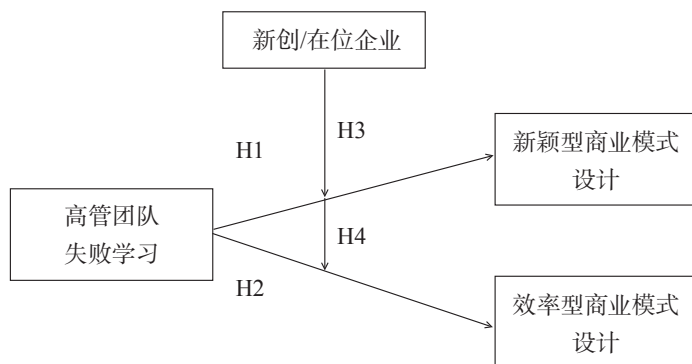 新创/在位企业
H3
H1
新颖型商业模式
设计
高管团队
失败学习
H4
H2
效率型商业模式
设计